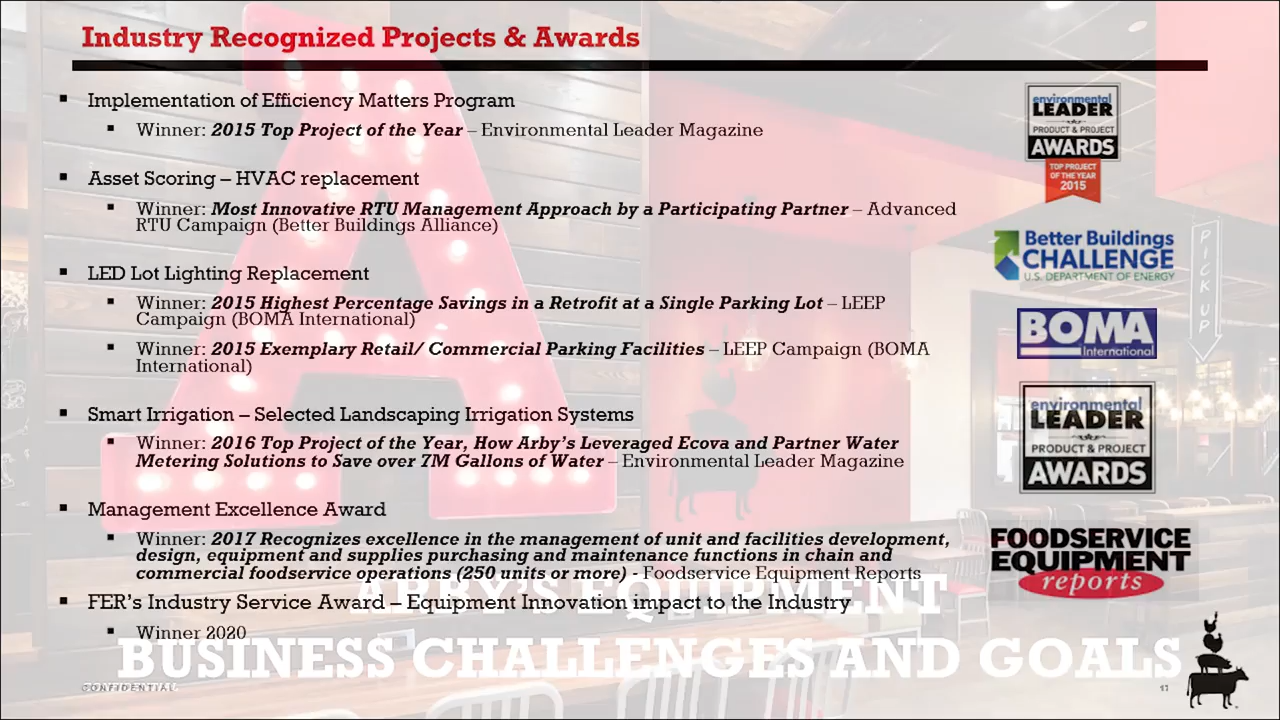 Industry Recognized Projects & Awards
▪ Implementation of Efficiency Matters Program
▪ Winner: 2015 Top Project of the Year – Environmental Leader Magazine
▪ Asset Scoring – HVAC replacement
▪ Winner: Most Innovative RTU Management Approach by a Participating Partner – Advanced
RTU Campaign (Better Buildings Alliance)
▪ LED Lot Lighting Replacement
▪ Winner: 2015 Highest Percentage Savings in a Retrofit at a Single Parking Lot – LEEP
Campaign (BOMA International)
▪ Winner: 2015 Exemplary Retail/ Commercial Parking Facilities – LEEP Campaign (BOMA
International)
▪ Smart Irrigation – Selected Landscaping Irrigation Systems
▪ Winner: 2016 Top Project of the Year, How Arby's Leveraged Ecova and Partner Water
Metering Solutions to Save over 7M Gallons of Water – Environmental Leader Magazine
▪ Management Excellence Award
▪ Winner: 2017 Recognizes excellence in the management of unit and facilities development,
design, equipment and supplies purchasing and maintenance functions in chain and
commercial foodservice operations (250 units or more) - Foodservice Equipment Reports
▪ FER's Industry Service Award – Equipment Innovation impact to the Industry
▪ Winner 2020
environmental
LEADER
PRODUCT & PROJECT
AWARDS
TOP PROJECT
OF THE YEAR
2015
Better Buildings
CHALLENGE
U.S. DEPARTMENT OF ENERGY
PICK UP
BOMA
International
environmental
LEADER
PRODUCT & PROJECT
AWARDS
FOODSERVICE
EQUIPMENT
reports
EQUIPMENT
BUSINESS CHALLENGES AND GOALS
CONFIDENTIAL
11